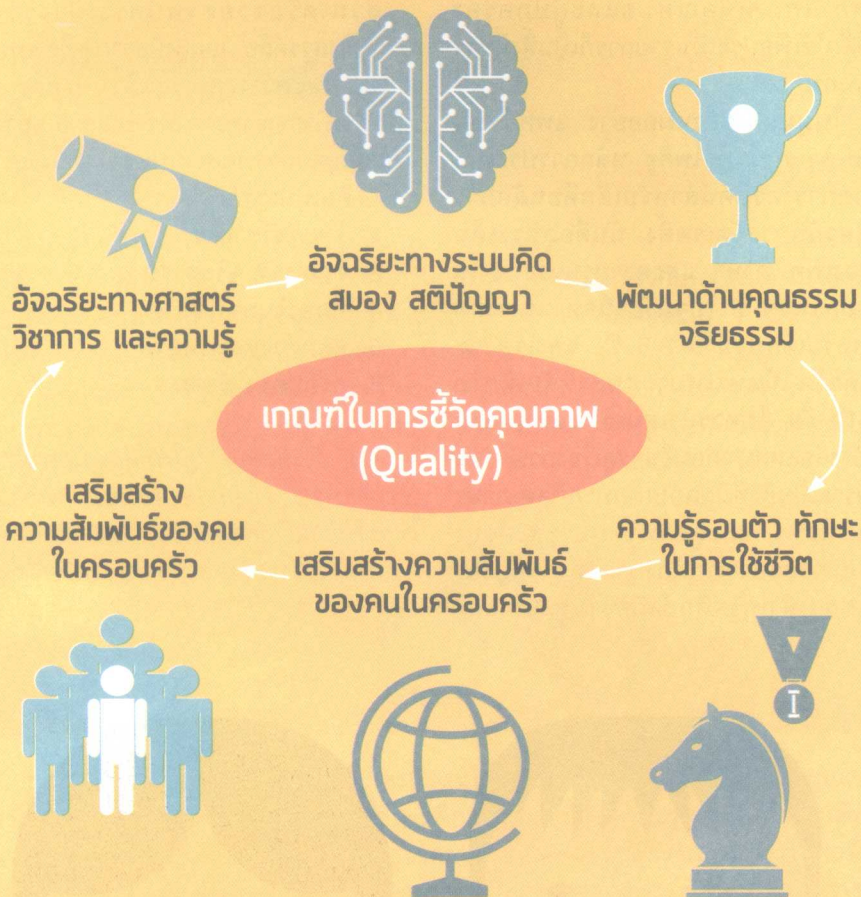 อัจฉริยะทางศาสตร์
วิชาการ และความรู้
อัจฉริยะทางระบบคิด
สมอง สติปัญญา
พัฒนาด้านคุณธรรม
จริยธรรม
เกณฑ์ในการชี้วัดคุณภาพ
(Quality)
ความรู้รอบตัว ทักษะ
ในการใช้ชีวิต
เสริมสร้างความสัมพันธ์
ของคนในครอบครัว
เสริมสร้าง
ความสัมพันธ์ของคน
ในครอบครัว
I